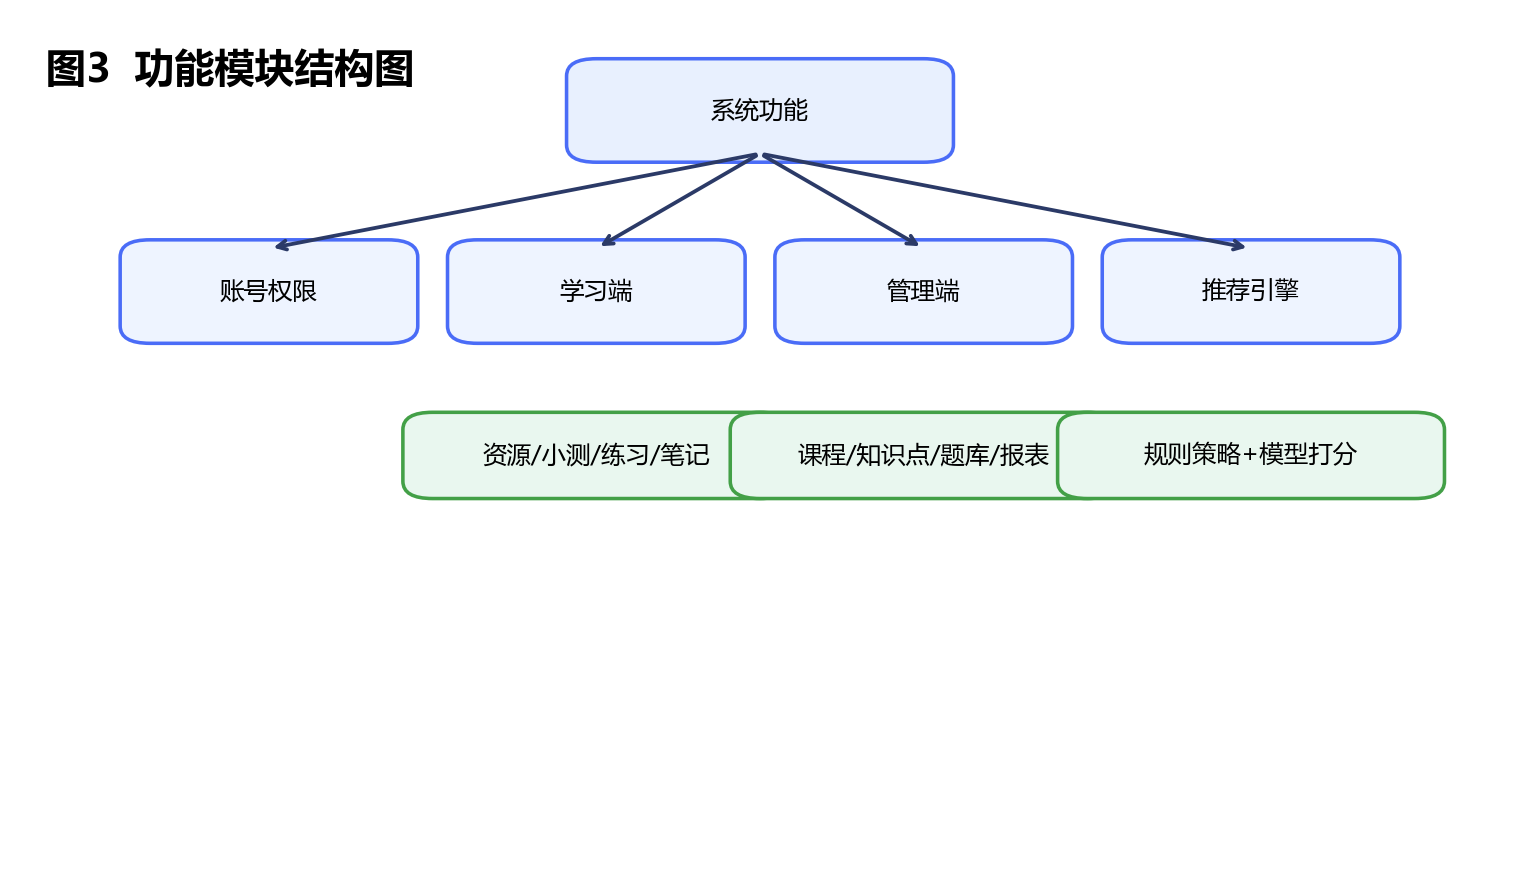 图3 功能模块结构图
系统功能
账号权限
学习端
管理端
推荐引擎
资源/小测/练习/笔记
课程/知识点/题库/报表
规则策略+模型打分